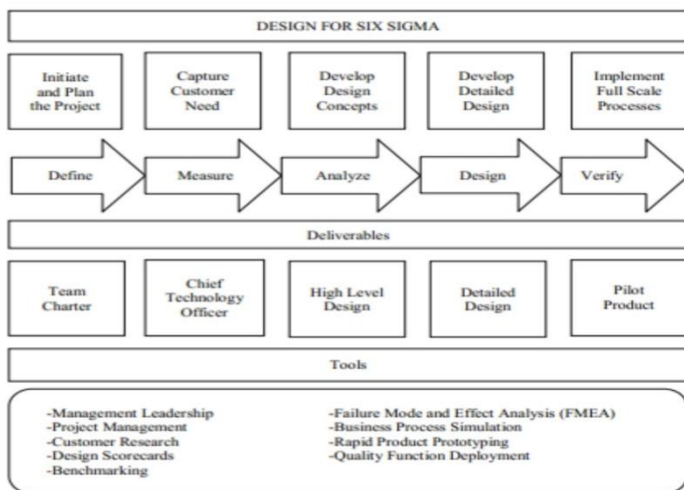 DESIGN FOR SIX SIGMA
Initiate
and Plan
the Project
Capture
Customer
Need
Develop
Design
Concepts
Develop
Detailed
Design
Implement
Full Scale
Processes
Define
Measure
Analyze
Design
Verify
Deliverables
Team
Charter
Chief
Technology
Officer
High Level
Design
Detailed
Design
Pilot
Product
Tools
-Management Leadership
-Project Management
-Customer Research
-Design Scorecards
-Benchmarking
-Failure Mode and Effect Analysis (FMEA)
-Business Process Simulation
-Rapid Product Prototyping
-Quality Function Deployment